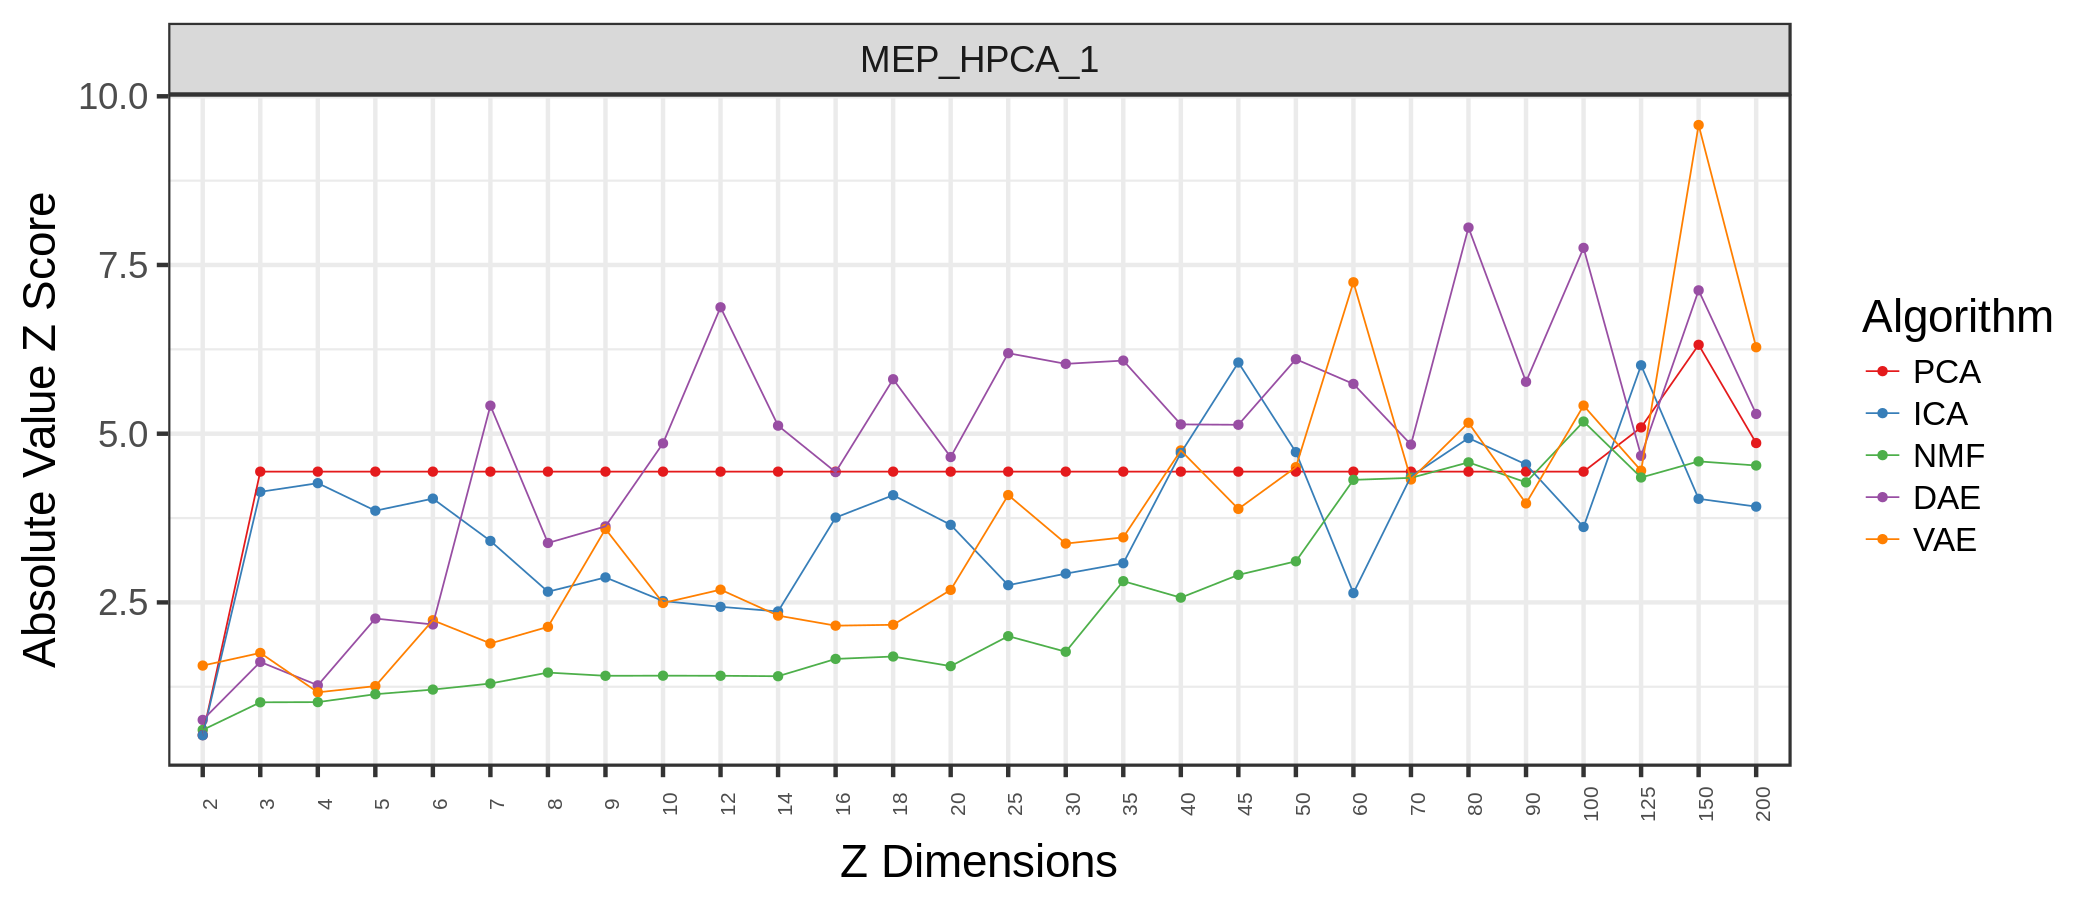 MEP_HPCA_1
Absolute Value Z Score
10.0
7.5
5.0
2.5
2 3 4 5 6 7 8 9 10 12 14 16 18 20 25 30 35 40 45 50 60 70 80 90 100 125 150 200
Z Dimensions
Algorithm
PCA
ICA
NMF
DAE
VAE